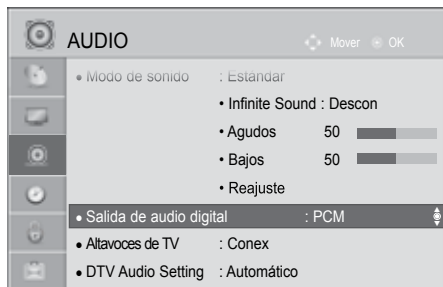 AUDIO
Mover OK
• Modo de sonido : Estándar
• Infinite Sound : Descon
• Agudos 50
• Bajos 50
• Reajuste
• Salida de audio digital : PCM
• Altavoces de TV : Conex
• DTV Audio Setting : Automático